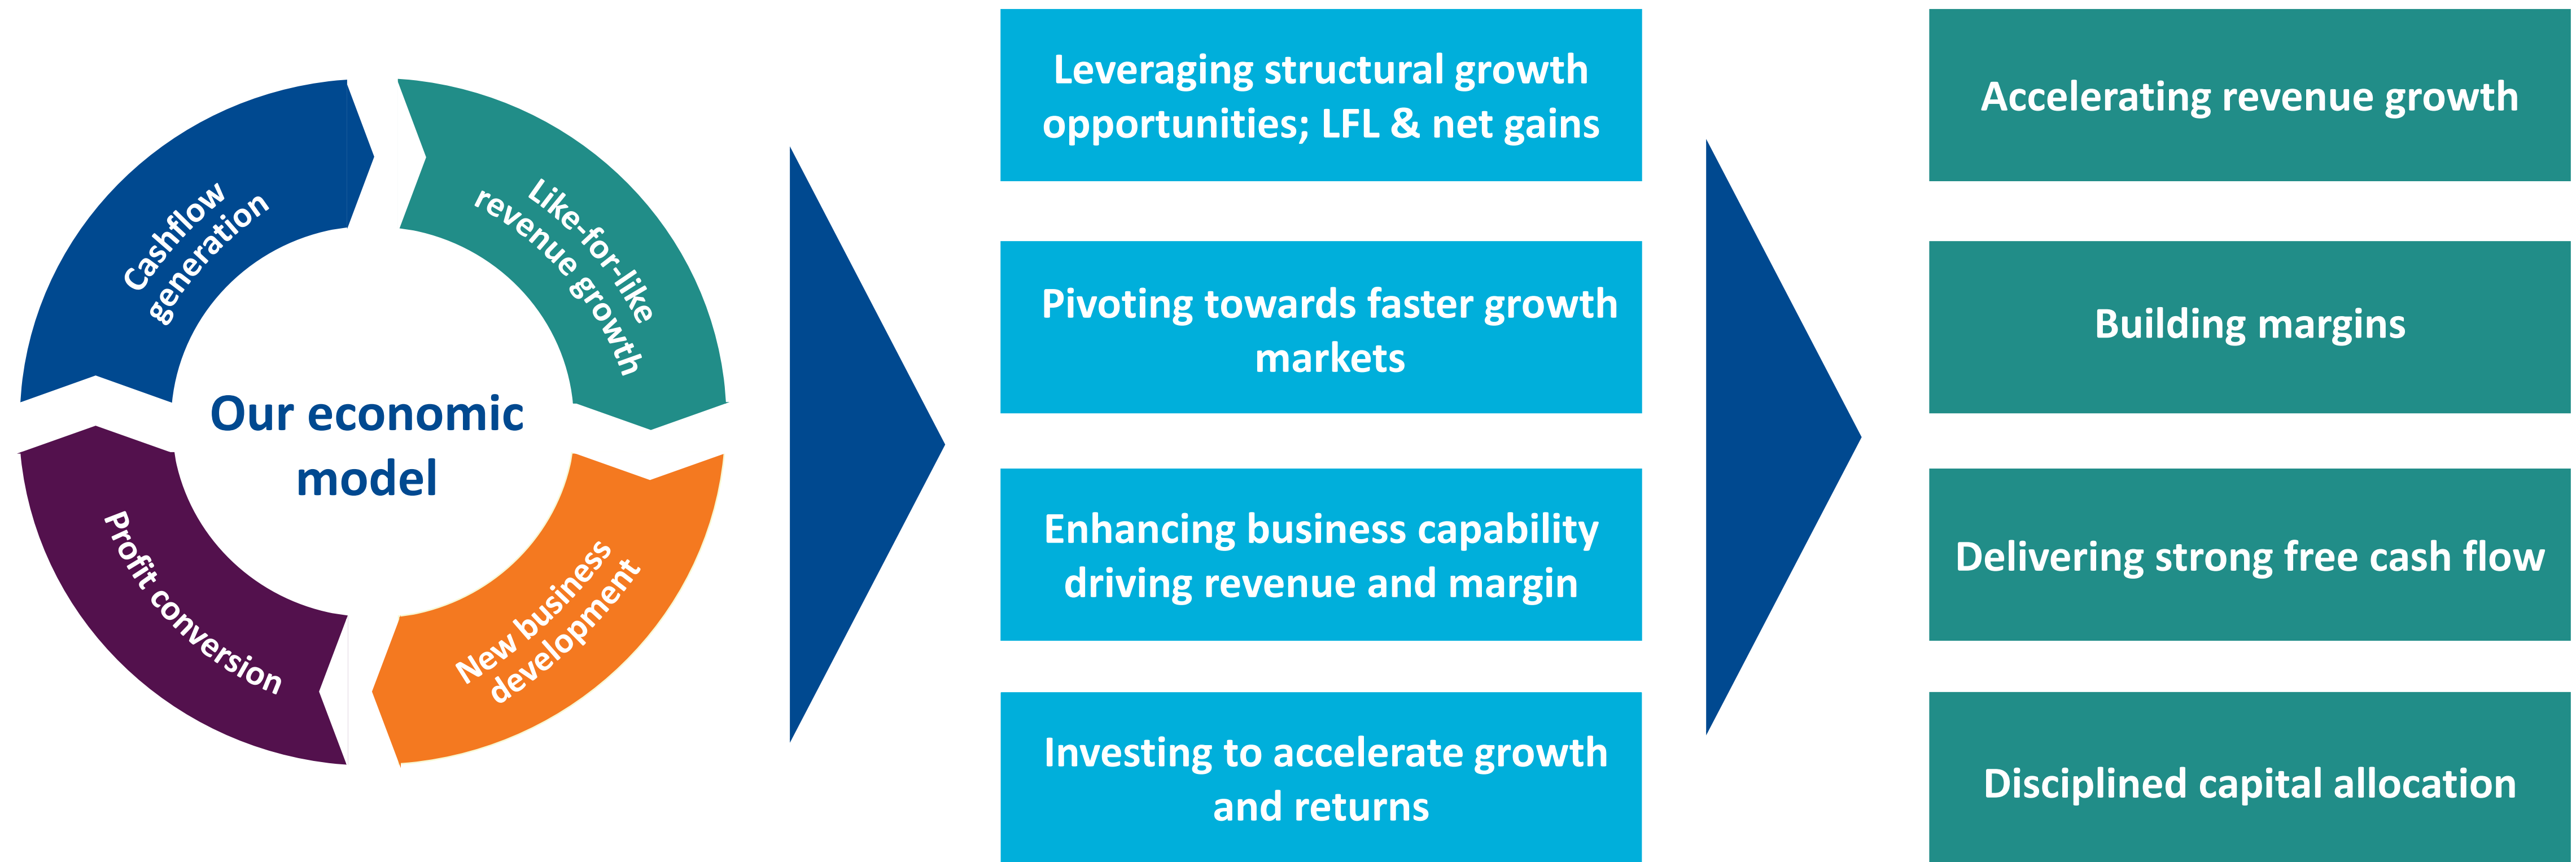 Cashflow
generation
Like-for-like
revenue growth
Our economic
model
Profit conversion
New business
development
Leveraging structural growth
opportunities; LFL & net gains
Pivoting towards faster growth
markets
Enhancing business capability
driving revenue and margin
Investing to accelerate growth
and returns
Accelerating revenue growth
Building margins
Delivering strong free cash flow
Disciplined capital allocation